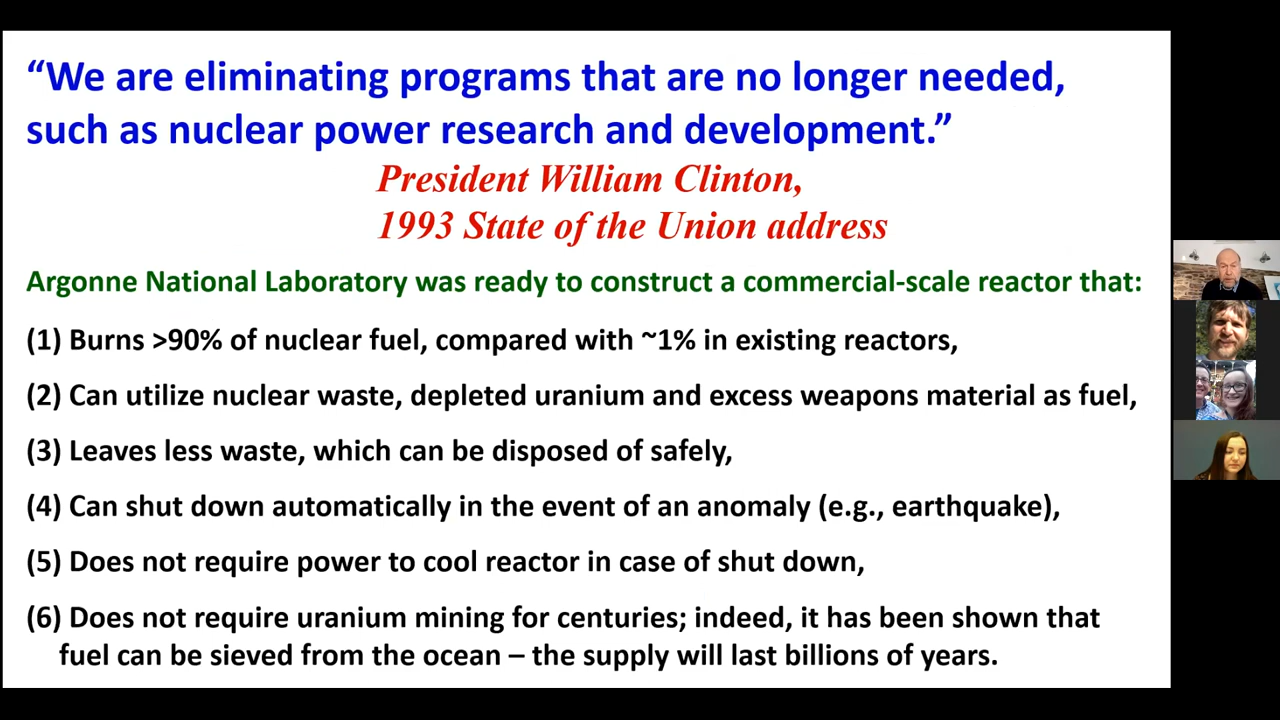 “We are eliminating programs that are no longer needed,
such as nuclear power research and development.”
President William Clinton,
1993 State of the Union address
Argonne National Laboratory was ready to construct a commercial-scale reactor that:
(1) Burns >90% of nuclear fuel, compared with ~1% in existing reactors,
(2) Can utilize nuclear waste, depleted uranium and excess weapons material as fuel,
(3) Leaves less waste, which can be disposed of safely,
(4) Can shut down automatically in the event of an anomaly (e.g., earthquake),
(5) Does not require power to cool reactor in case of shut down,
(6) Does not require uranium mining for centuries; indeed, it has been shown that
fuel can be sieved from the ocean – the supply will last billions of years.